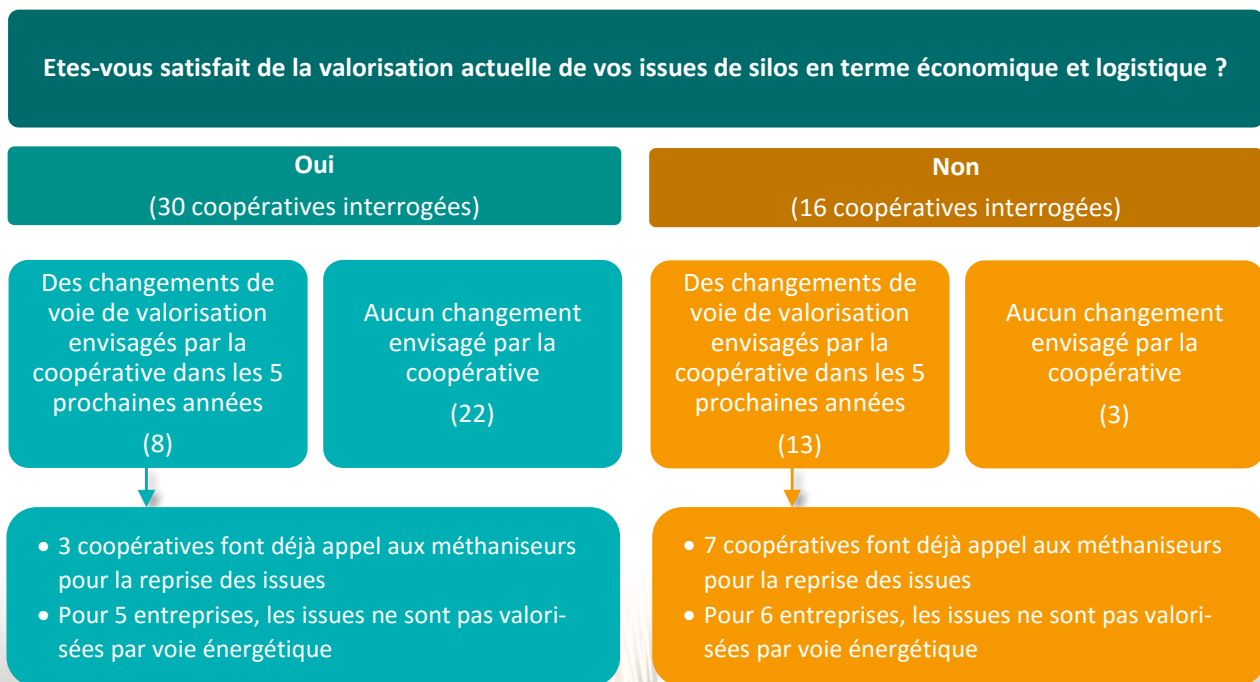 Etes-vous satisfait de la valorisation actuelle de vos issues de silos en terme économique et logistique ?
Oui
(30 coopératives interrogées)
Non
(16 coopératives interrogées)
Des changements de
voie de valorisation
envisagés par la
coopérative dans les 5
prochaines années
(8)
Aucun changement
envisagé par la
coopérative
(22)
Des changements de
voie de valorisation
envisagés par la
coopérative dans les 5
prochaines années
(13)
Aucun changement
envisagé par la
coopérative
(3)
• 3 coopératives font déjà appel aux méthaniseurs
pour la reprise des issues
• Pour 5 entreprises, les issues ne sont pas valori-
sées par voie énergétique
• 7 coopératives font déjà appel aux méthaniseurs
pour la reprise des issues
• Pour 6 entreprises, les issues ne sont pas valori-
sées par voie énergétique